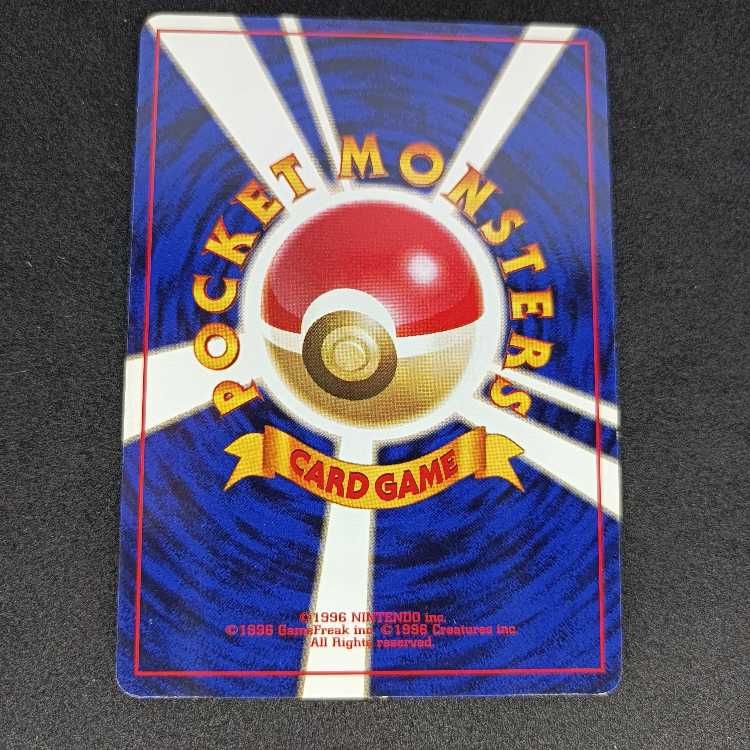 POCKET MONSTERS
CARD GAME
©1996 NINTENDO inc.
©1996 GameFreak inc. ©1996 Creatures inc.
All Rights reserved.